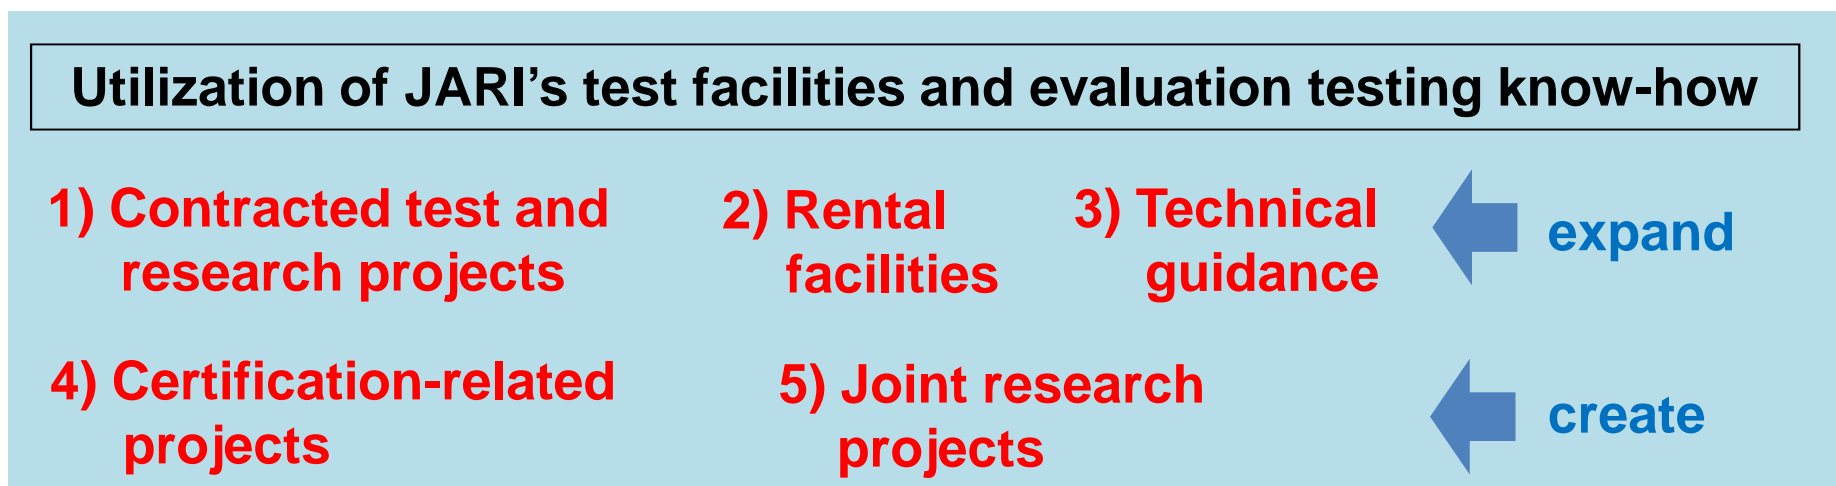 Utilization of JARI’s test facilities and evaluation testing know-how
1) Contracted test and
research projects
2) Rental
facilities
3) Technical
guidance
expand
4) Certification-related
projects
5) Joint research
projects
create